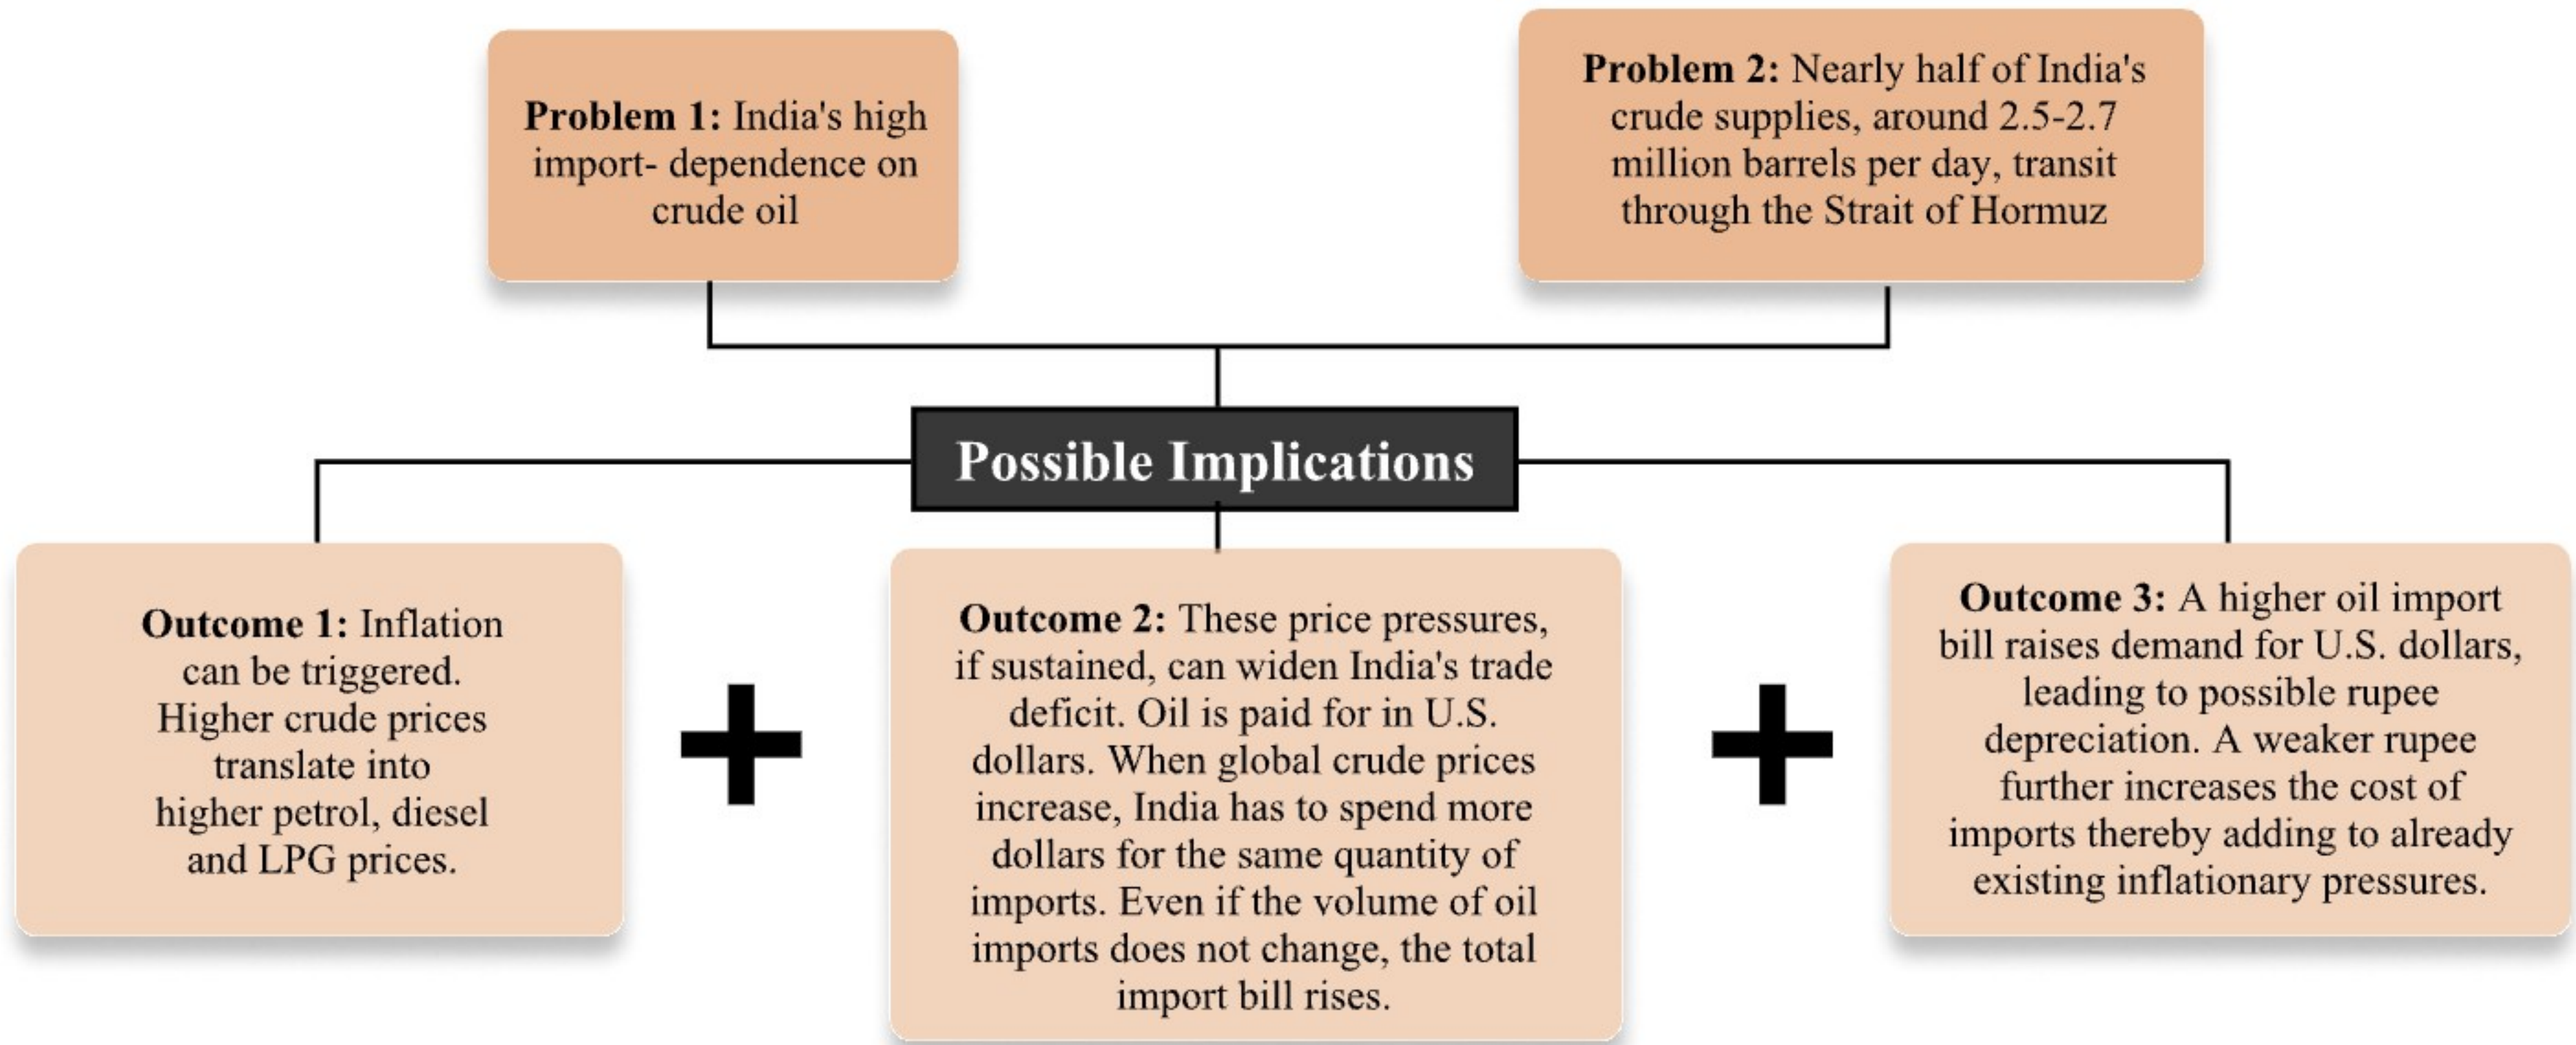 Problem 1: India's high
import- dependence on
crude oil
Problem 2: Nearly half of India's
crude supplies, around 2.5-2.7
million barrels per day, transit
through the Strait of Hormuz
Possible Implications
Outcome 1: Inflation
can be triggered.
Higher crude prices
translate into
higher petrol, diesel
and LPG prices.
Outcome 2: These price pressures,
if sustained, can widen India's trade
deficit. Oil is paid for in U.S.
dollars. When global crude prices
increase, India has to spend more
dollars for the same quantity of
imports. Even if the volume of oil
imports does not change, the total
import bill rises.
Outcome 3: A higher oil import
bill raises demand for U.S. dollars,
leading to possible rupee
depreciation. A weaker rupee
further increases the cost of
imports thereby adding to already
existing inflationary pressures.